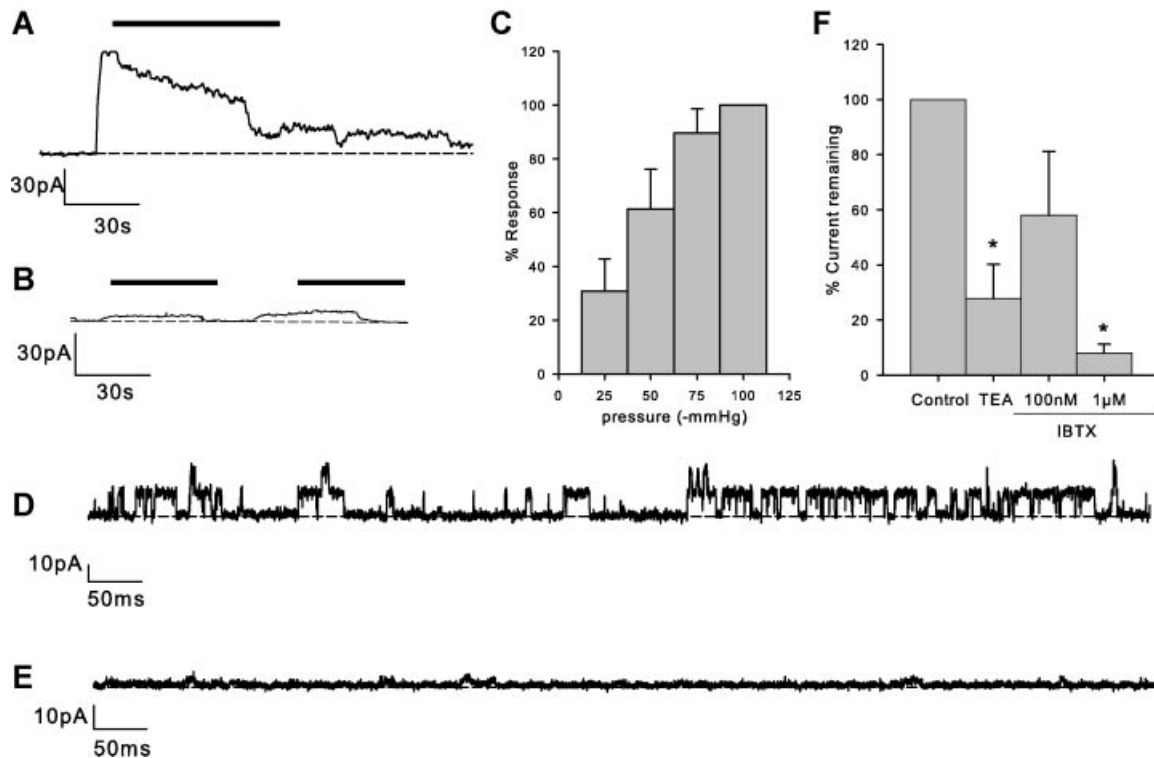 A
30pA
30s
B
30pA
30s
C
% Response
120
100
80
60
40
20
0
25 50 75 100 125
pressure (-mmHg)
F
% Current remaining
120
100
80
60
40
20
0
*
*
Control TEA 100nM 1µM
IBTX
D
10pA
50ms
E
10pA
50ms